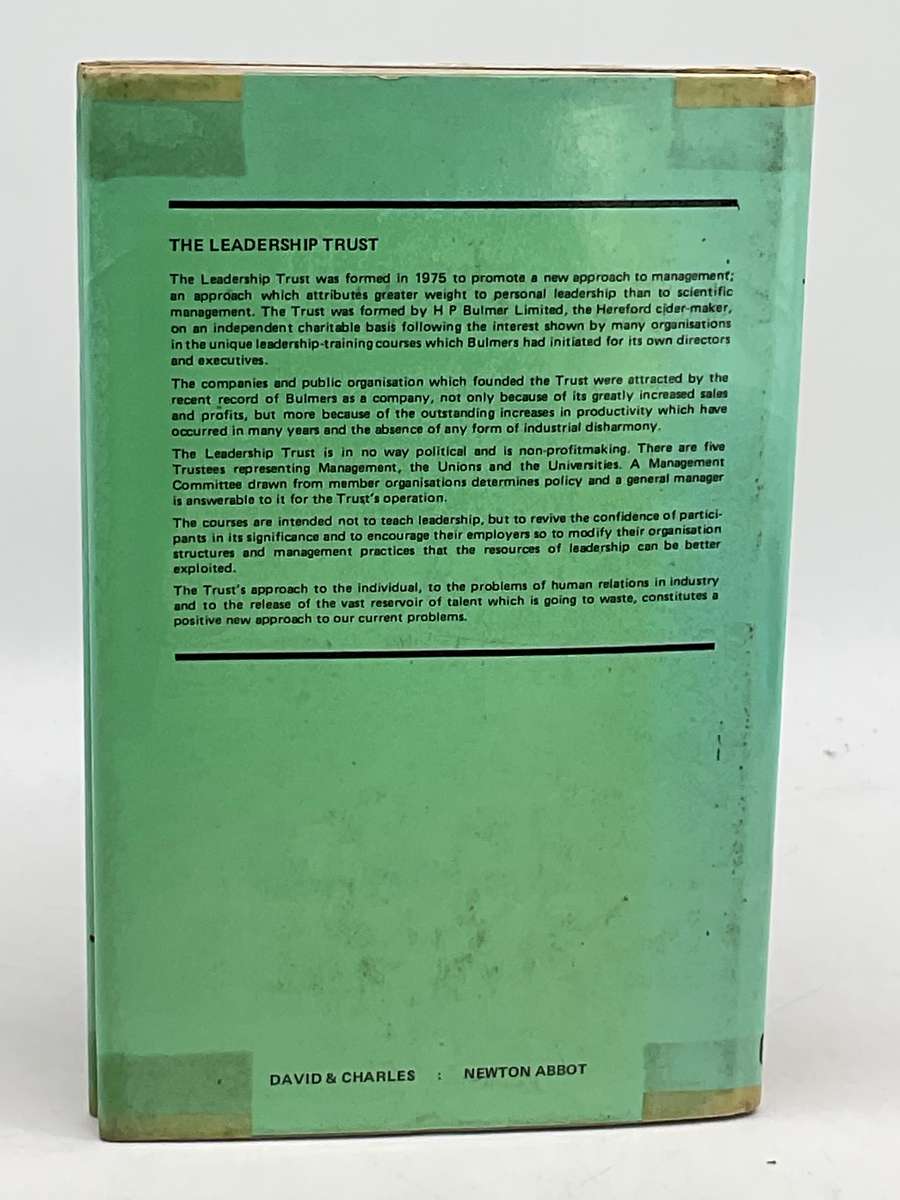 THE LEADERSHIP TRUST
The Leadership Trust was formed in 1975 to promote a new approach to management;
an approach which attributes greater weight to personal leadership than to scientific
management. The Trust was formed by H P Bulmer Limited, the Hereford cider-maker,
on an independent charitable basis following the interest shown by many organisations
in the unique leadership-training courses which Bulmers had initiated for its own directors
and executives.
The companies and public organisation which founded the Trust were attracted by the
recent record of Bulmers as a company, not only because of its greatly increased sales
and profits, but more because of the outstanding increases in productivity which have
occurred in many years and the absence of any form of industrial disharmony.
The Leadership Trust is in no way political and is non-profitmaking. There are five
Trustees representing Management, the Unions and the Universities. A Management
Committee drawn from member organisations determines policy and a general manager
is answerable to it for the Trust's operation.
The courses are intended not to teach leadership, but to revive the confidence of partici-
pants in its significance and to encourage their employers so to modify their organisation
structures and management practices that the resources of leadership can be better
exploited.
The Trust's approach to the individual, to the problems of human relations in industry
and to the release of the vast reservoir of talent which is going to waste, constitutes a
positive new approach to our current problems.
DAVID & CHARLES : NEWTON ABBOT